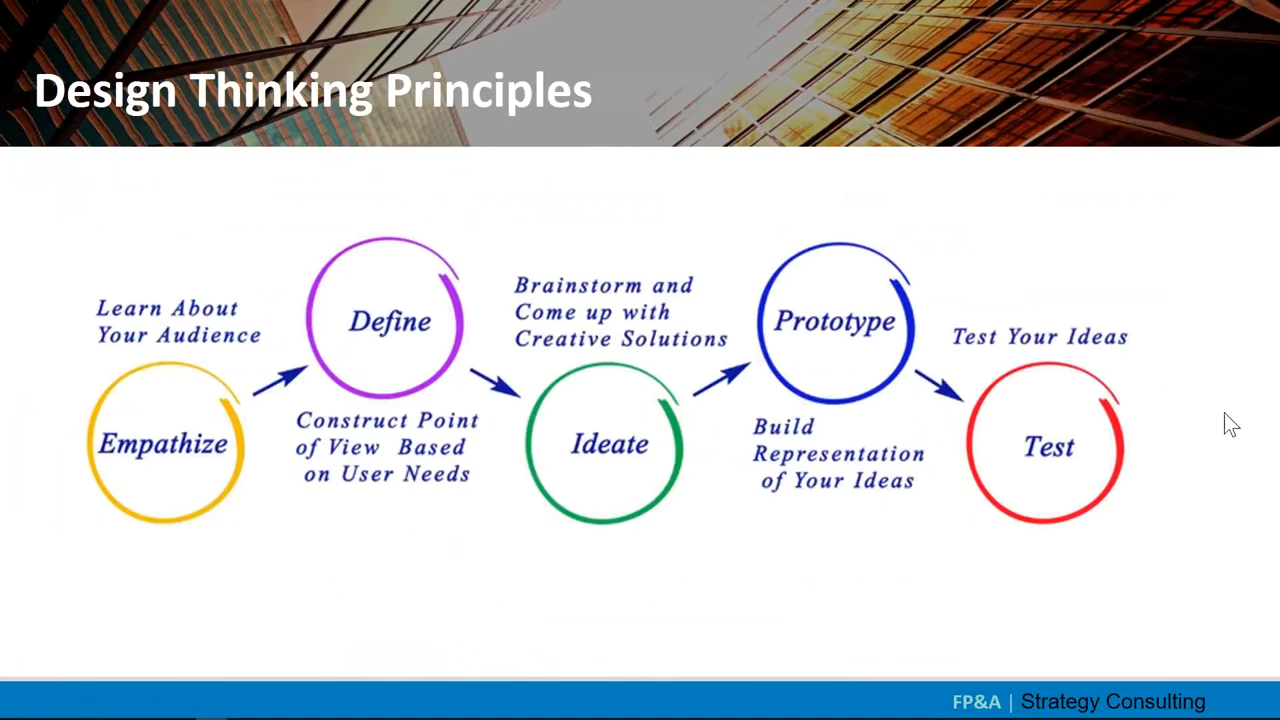 Design Thinking Principles
Learn About
Your Audience
Empathize
Define
Construct Point
of View Based
on User Needs
Brainstorm and
Come up with
Creative Solutions
Ideate
Prototype
Build
Representation
of Your Ideas
Test Your Ideas
Test
FP&A | Strategy Consulting